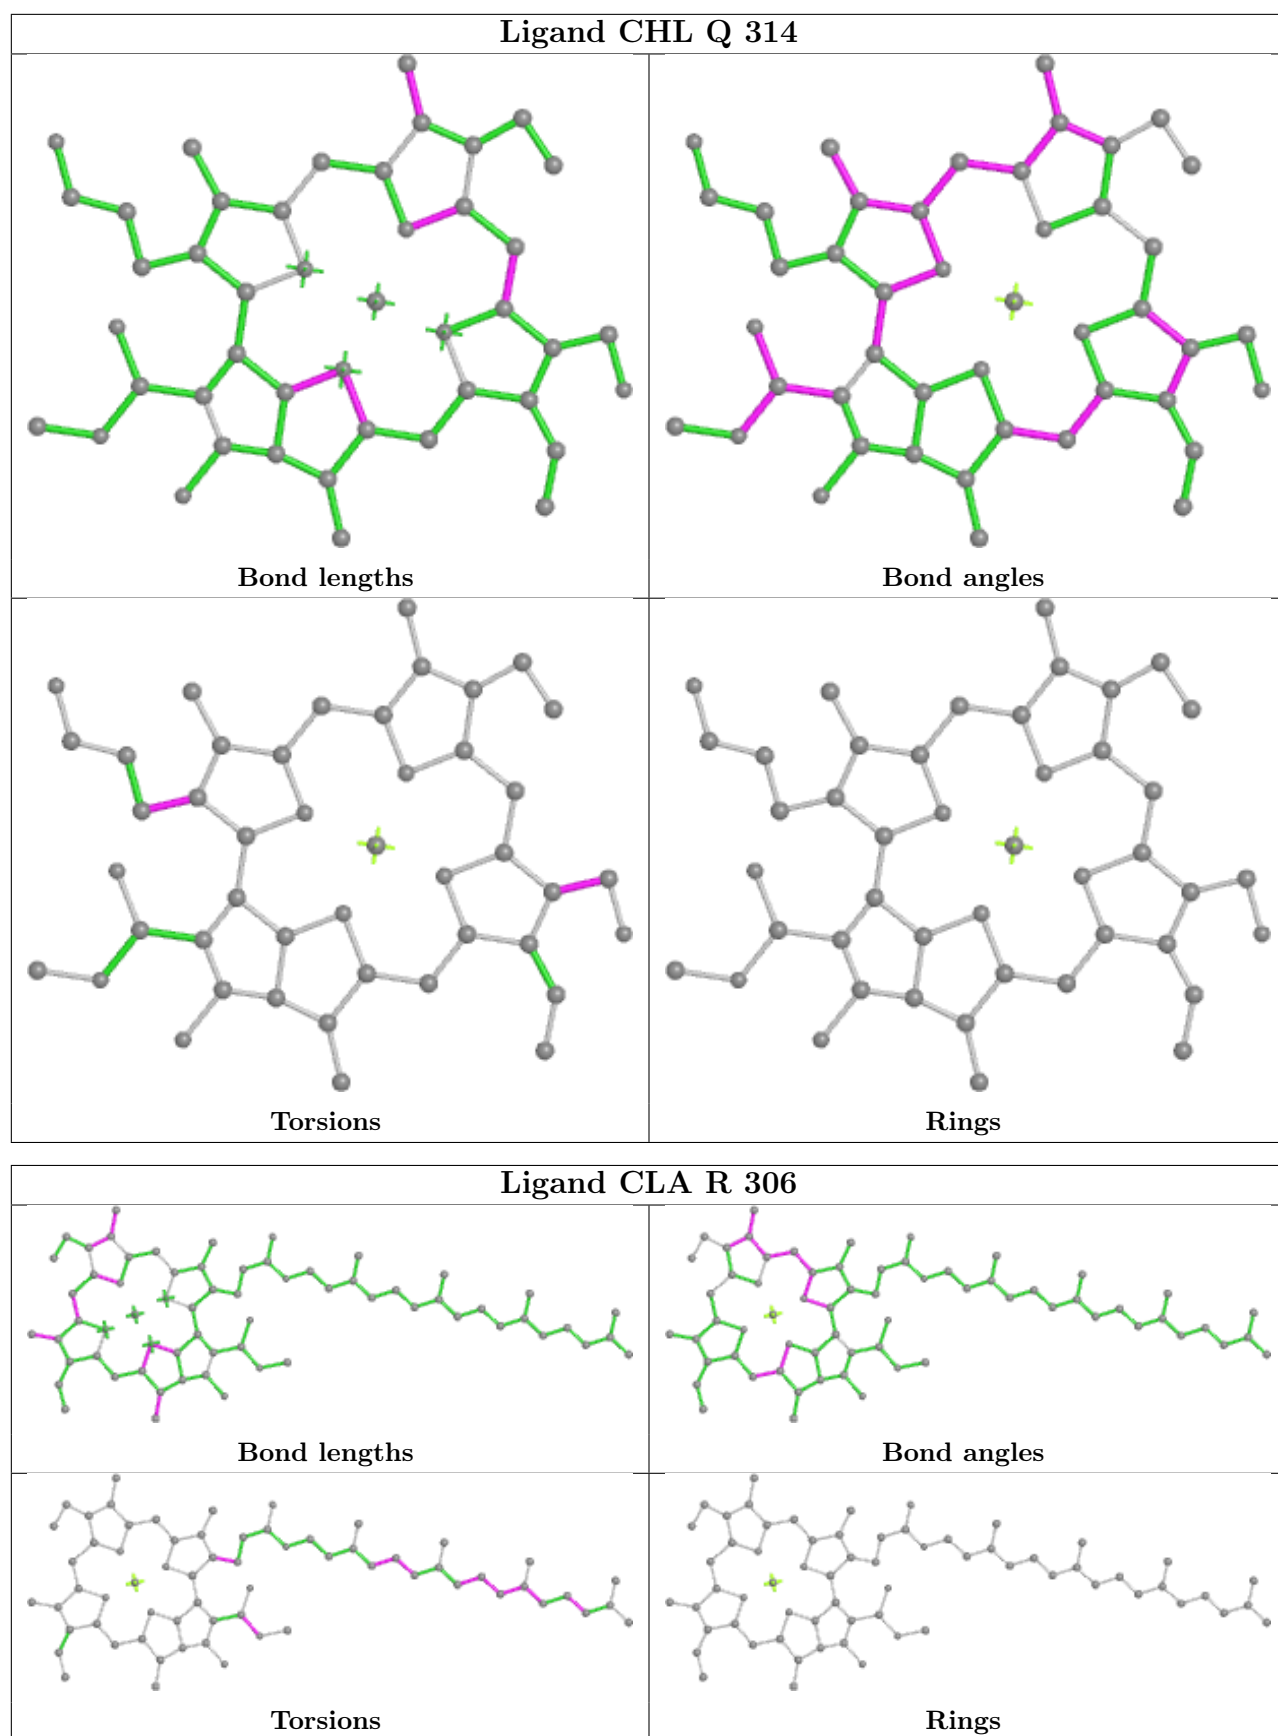 Ligand CHL Q 314
Bond lengths
Bond angles
Torsions
Rings
Ligand CLA R 306
Bond lengths
Bond angles
Torsions
Rings